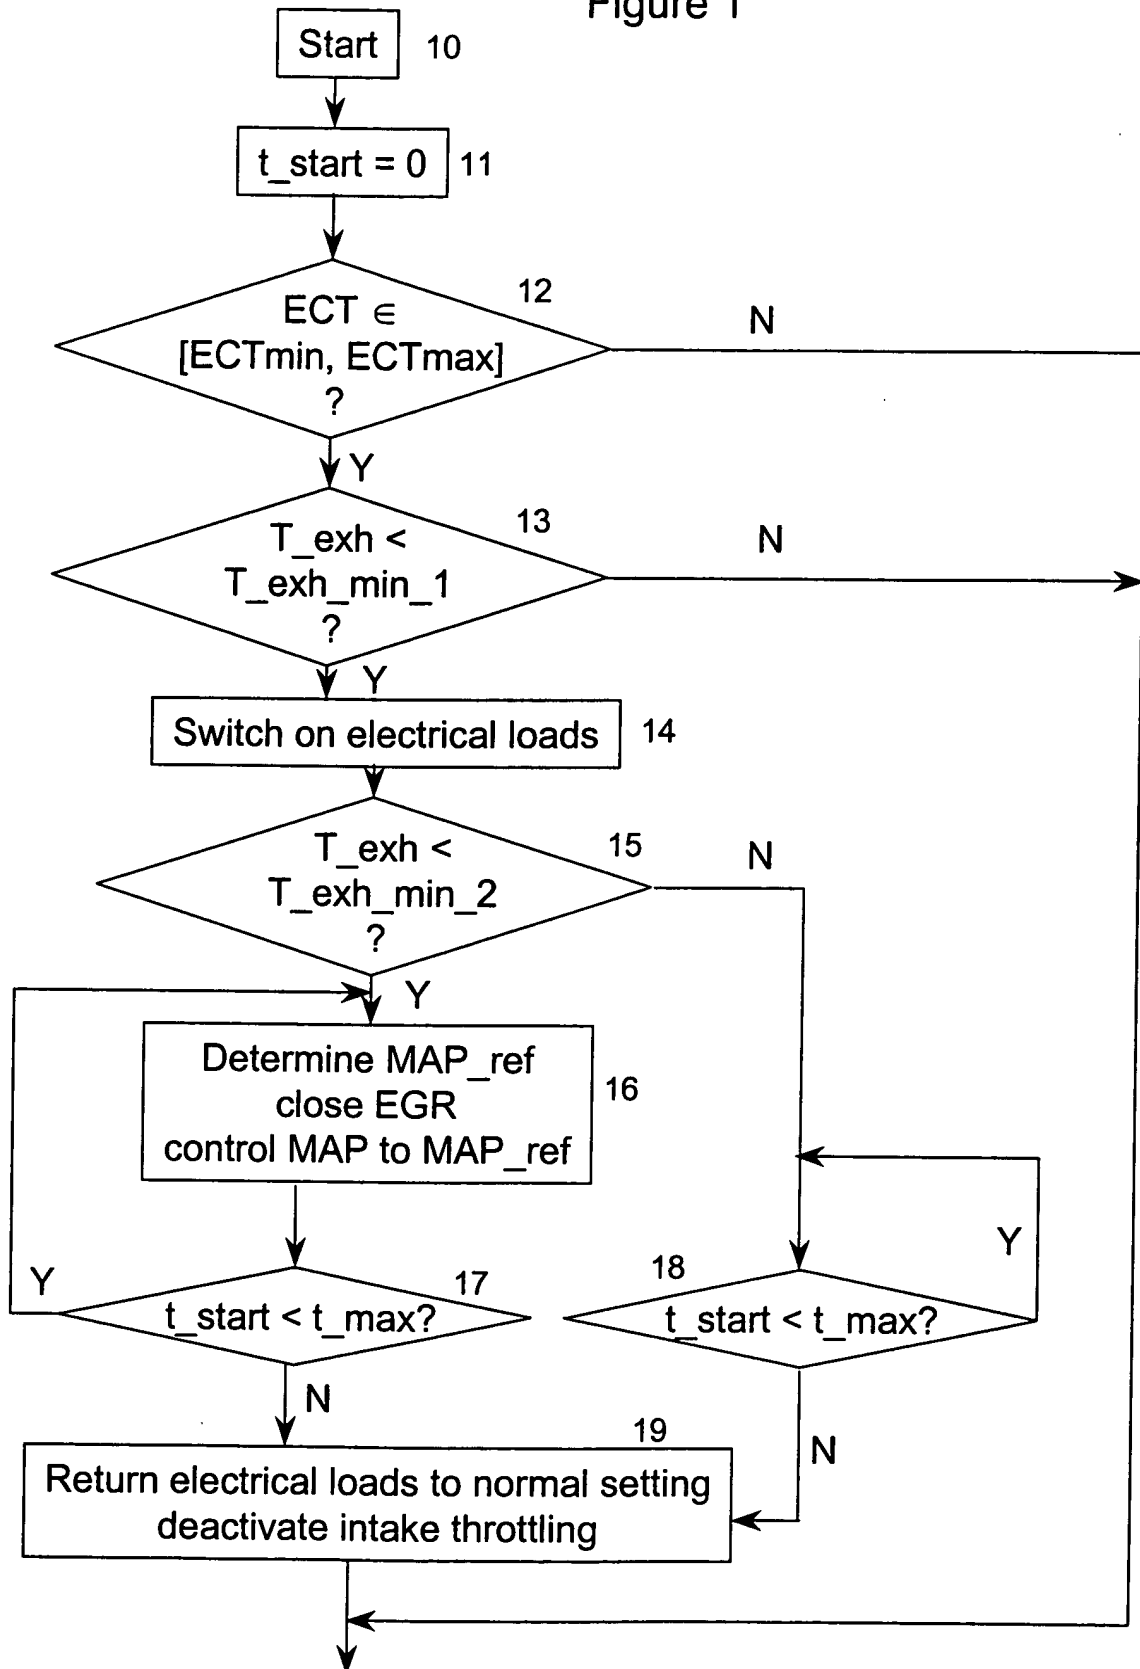 Figure 1
Start 10
t_start = 0 11
12
ECT ∈
[ECTmin, ECTmax]
?
N
Y
13
T_exh <
T_exh_min_1
?
N
Y
Switch on electrical loads 14
15
T_exh <
T_exh_min_2
?
N
Y
Determine MAP_ref
close EGR
control MAP to MAP_ref
16
Y
17
t_start < t_max?
N
18
t_start < t_max?
Y
N
19
Return electrical loads to normal setting
deactivate intake throttling